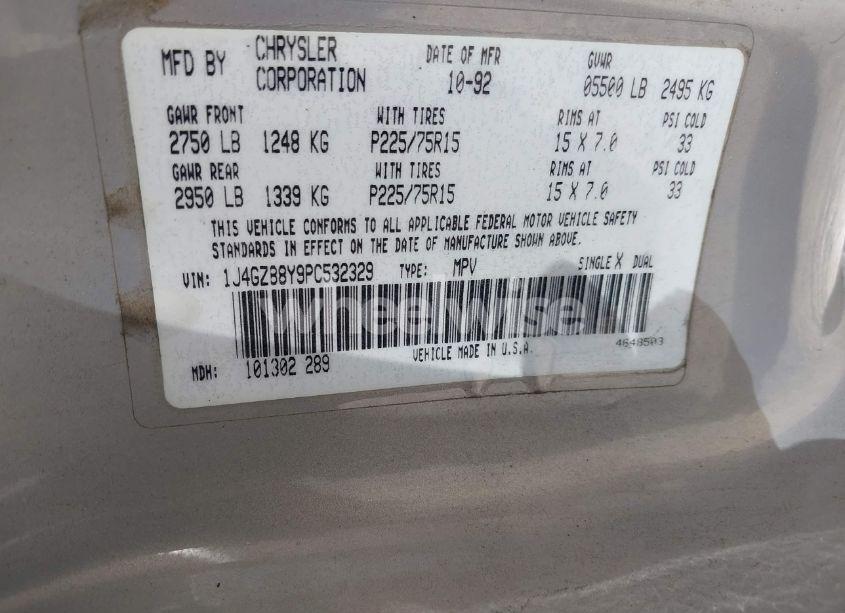 MFD BY CHRYSLER CORPORATION DATE OF MFR 10-92 GVWR 05500 LB 2495 KG
GAWR FRONT WITH TIRES RIMS AT PSI COLD
2750 LB 1248 KG P225/75R15 15 X 7.0 33
GAWR REAR WITH TIRES RIMS AT PSI COLD
2950 LB 1339 KG P225/75R15 15 X 7.0 33
THIS VEHICLE CONFORMS TO ALL APPLICABLE FEDERAL MOTOR VEHICLE SAFETY
STANDARDS IN EFFECT ON THE DATE OF MANUFACTURE SHOWN ABOVE.
VIN: 1J4GZ88Y9PC532329 TYPE: MPV SINGLE X DUAL
WheelWise
MDH: 101302 289 VEHICLE MADE IN U.S.A. 4648503